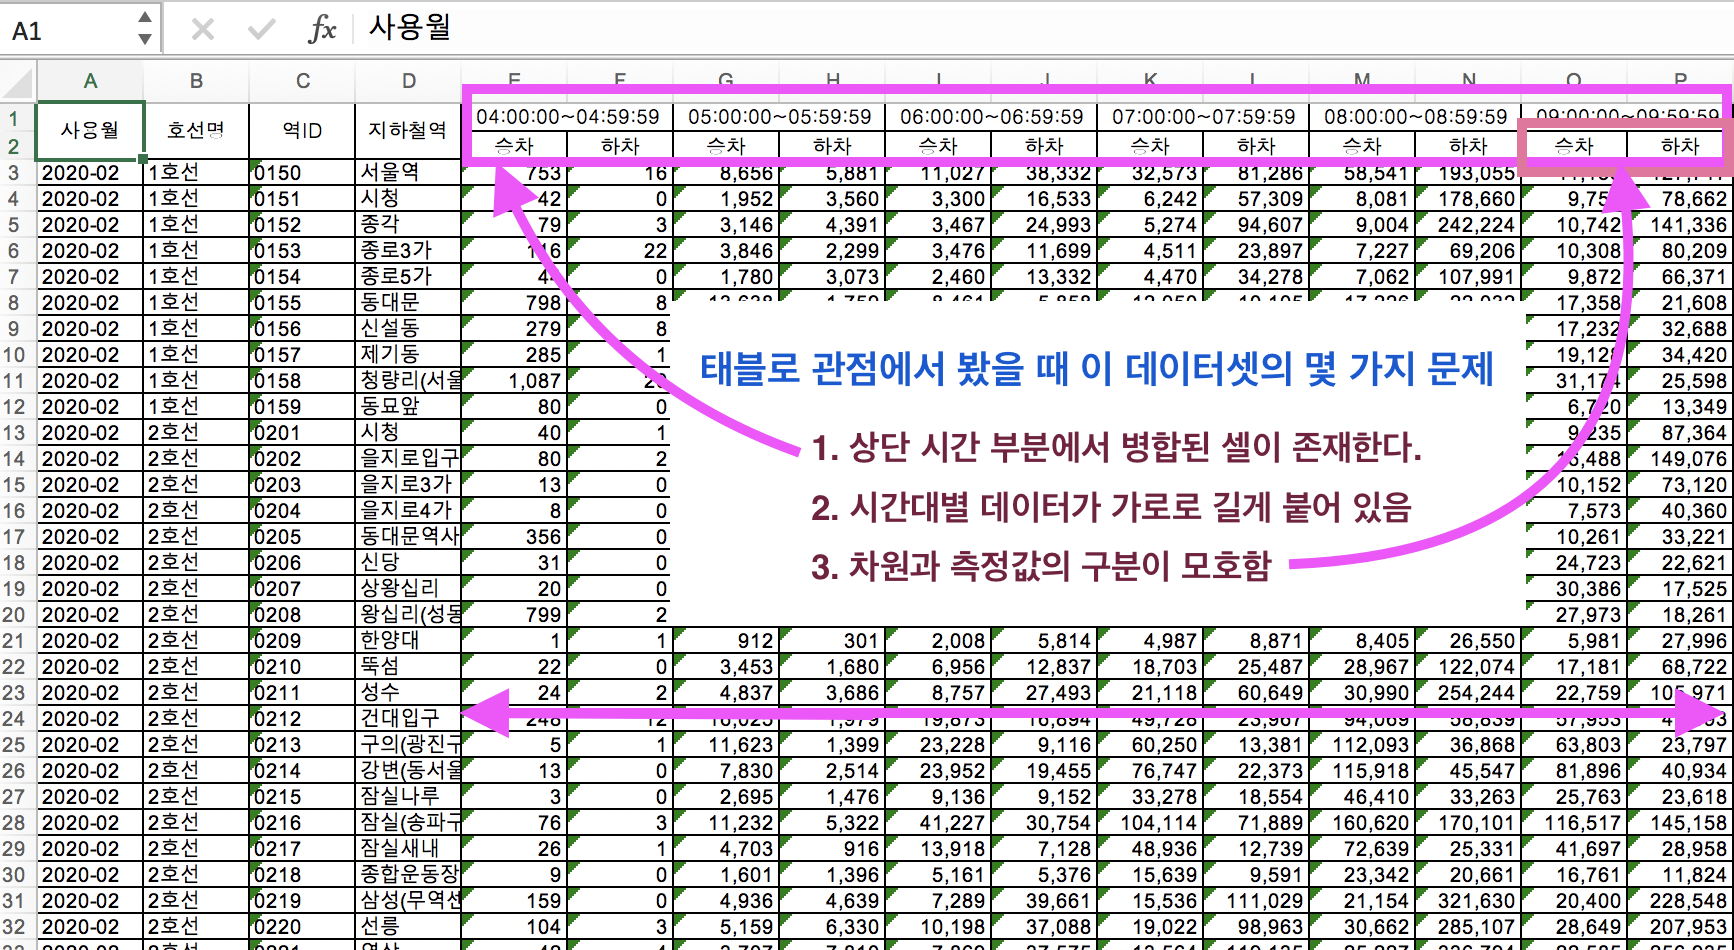 A1 fx 사용월
A B C D E F G H I J K L M N O P
1 사용월 호선명 역ID 지하철역 04:00:00~04:59:59 05:00:00~05:59:59 06:00:00~06:59:59 07:00:00~07:59:59 08:00:00~08:59:59 09:00:00~09:59:59
2 승차 하차 승차 하차 승차 하차 승차 하차 승차 하차 승차 하차
3 2020-02 1호선 0150 서울역 753 16 8,656 5,881 11,027 38,332 32,573 81,286 58,541 193,055
4 2020-02 1호선 0151 시청 42 0 1,952 3,560 3,300 16,533 6,242 57,309 8,081 178,660 78,662
5 2020-02 1호선 0152 종각 79 3 3,146 4,391 3,467 24,993 5,274 94,607 9,004 242,224 10,742 141,336
6 2020-02 1호선 0153 종로3가 22 3,846 2,299 3,476 11,699 4,511 23,897 7,227 69,206 10,308 80,209
7 2020-02 1호선 0154 종로5가 0 1,780 3,073 2,460 13,332 4,470 34,278 7,062 107,991 9,872 66,371
8 2020-02 1호선 0155 동대문 798 8 17,358 21,608
9 2020-02 1호선 0156 신설동 279 8 17,232 32,688
10 2020-02 1호선 0157 제기동 285 1 34,420
11 2020-02 1호선 0158 청량리(서울 1,087 25,598
12 2020-02 1호선 0159 동묘앞 80 0 13,349
13 2020-02 2호선 0201 시청 40 1 87,364
14 2020-02 2호선 0202 을지로입구 80 2 149,076
15 2020-02 2호선 0203 을지로3가 13 0 10,152 73,120
16 2020-02 2호선 0204 을지로4가 8 0 7,573 40,360
17 2020-02 2호선 0205 동대문역사 356 0 10,261 33,221
18 2020-02 2호선 0206 신당 31 0 24,723 22,621
19 2020-02 2호선 0207 상왕십리 20 0 30,386 17,525
20 2020-02 2호선 0208 왕십리(성동 799 2 27,973 18,261
태블로 관점에서 봤을 때 이 데이터셋의 몇 가지 문제
1. 상단 시간 부분에서 병합된 셀이 존재한다.
2. 시간대별 데이터가 가로로 길게 붙어 있음
3. 차원과 측정값의 구분이 모호함
21 2020-02 2호선 0209 한양대 1 1 912 301 2,008 5,814 4,987 8,871 8,405 26,550 5,981 27,996
22 2020-02 2호선 0210 뚝섬 22 0 3,453 1,680 6,956 12,837 18,703 25,487 28,967 122,074 17,181 68,722
23 2020-02 2호선 0211 성수 24 2 4,837 3,686 8,757 27,493 21,118 60,649 30,990 254,244 22,759
24 2020-02 2호선 0212 건대입구
25 2020-02 2호선 0213 구의(광진구 5 1 11,623 1,399 23,228 9,116 60,250 13,381 112,093 36,868 63,803 23,797
26 2020-02 2호선 0214 강변(동서울 13 0 7,830 2,514 23,952 19,455 76,747 22,373 115,918 45,547 81,896 40,934
27 2020-02 2호선 0215 잠실나루 3 0 2,695 1,476 9,136 9,152 33,278 18,554 46,410 33,263 25,763 23,618
28 2020-02 2호선 0216 잠실(송파구 76 3 11,232 5,322 41,227 30,754 104,114 71,889 160,620 170,101 116,517 145,158
29 2020-02 2호선 0217 잠실새내 26 1 4,703 916 13,918 7,128 48,936 12,739 72,639 25,331 41,697 28,958
30 2020-02 2호선 0218 종합운동장 9 0 1,601 1,396 5,161 5,376 15,639 9,591 23,342 20,661 16,761 11,824
31 2020-02 2호선 0219 삼성(무역센 159 0 4,936 4,639 7,289 39,661 15,536 111,029 21,154 321,630 20,400 228,548
32 2020-02 2호선 0220 선릉 104 3 5,159 6,330 10,198 37,088 19,022 98,963 30,662 285,107 28,649 207,953